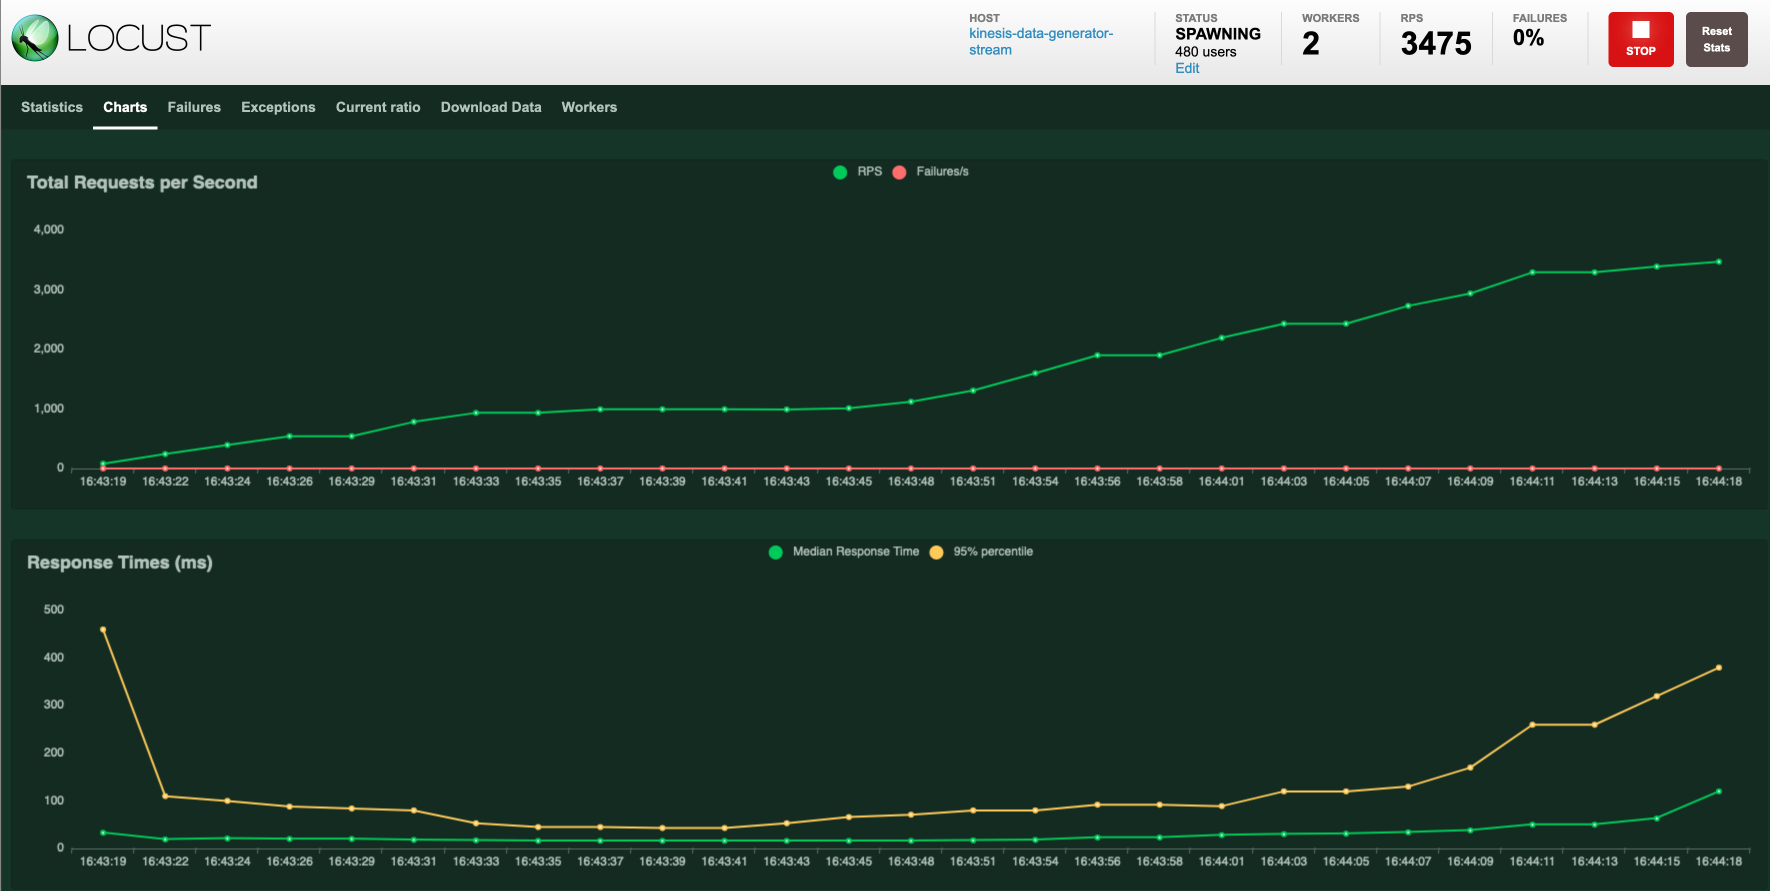 LOCUST
HOST
kinesis-data-generator-
stream
STATUS
SPAWNING
480 users
Edit
WORKERS
2
RPS
3475
FAILURES
0%
STOP
Reset
Stats
Statistics Charts Failures Exceptions Current ratio Download Data Workers
Total Requests per Second
RPS Failures/s
4,000
3,000
2,000
1,000
0
16:43:19 16:43:22 16:43:24 16:43:26 16:43:29 16:43:31 16:43:33 16:43:35 16:43:37 16:43:39 16:43:41 16:43:43 16:43:45 16:43:48 16:43:51 16:43:54 16:43:56 16:43:58 16:44:01 16:44:03 16:44:05 16:44:07 16:44:09 16:44:11 16:44:13 16:44:15 16:44:18
Response Times (ms)
Median Response Time 95% percentile
500
400
300
200
100
0
16:43:19 16:43:22 16:43:24 16:43:26 16:43:29 16:43:31 16:43:33 16:43:35 16:43:37 16:43:39 16:43:41 16:43:43 16:43:45 16:43:48 16:43:51 16:43:54 16:43:56 16:43:58 16:44:01 16:44:03 16:44:05 16:44:07 16:44:09 16:44:11 16:44:13 16:44:15 16:44:18